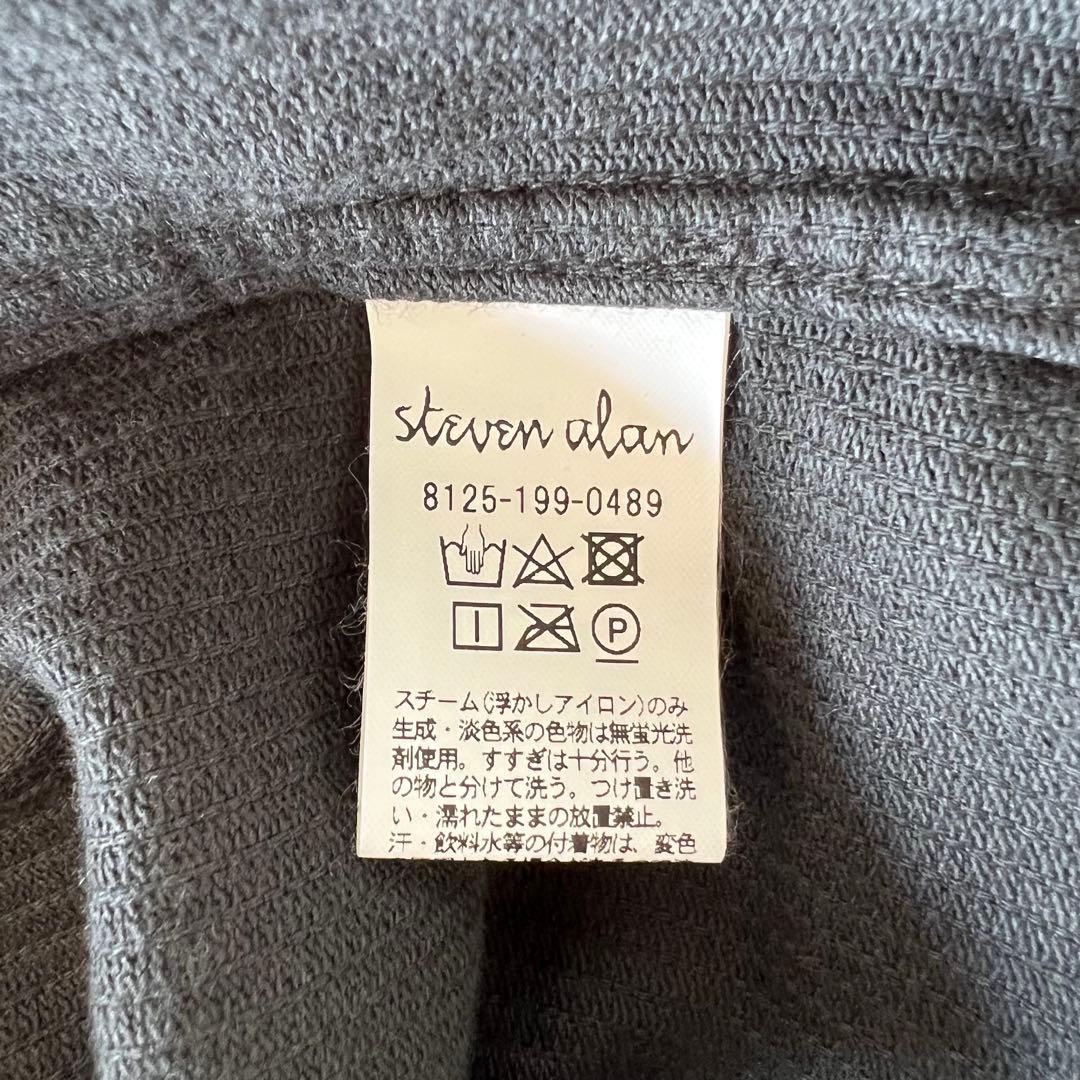 steven alan
8125-199-0489
P
スチーム(浮かしアイロン)のみ
生成・淡色系の色物は無蛍光洗
剤使用。すすぎは十分行う。他
の物と分けて洗う。つけ置き洗
い・濡れたままの放置禁止。
汗・飲料水等の付着物は、変色